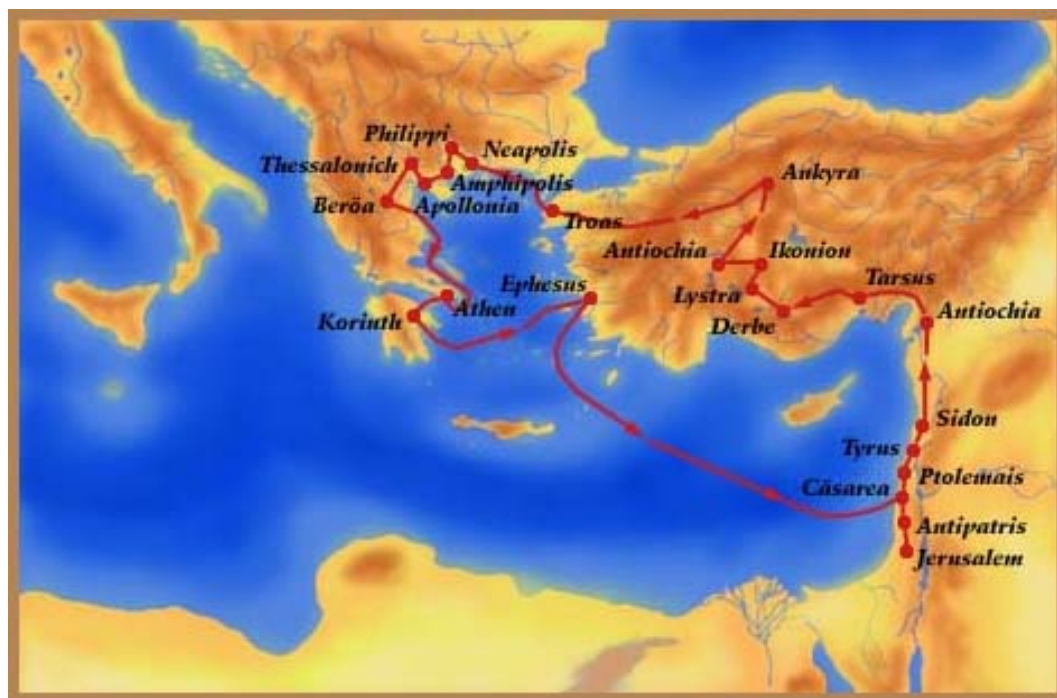 Philippi
Neapolis
Thessalonich
Amphipolis
Ankyra
Beröa
Apollonia
Troas
Antiochia
Ikonion
Ephesus
Tarsus
Lystra
Athen
Korinth
Derbe
Antiochia
Sidon
Tyrus
Ptolemais
Cäsarea
Antipatris
Jerusalem